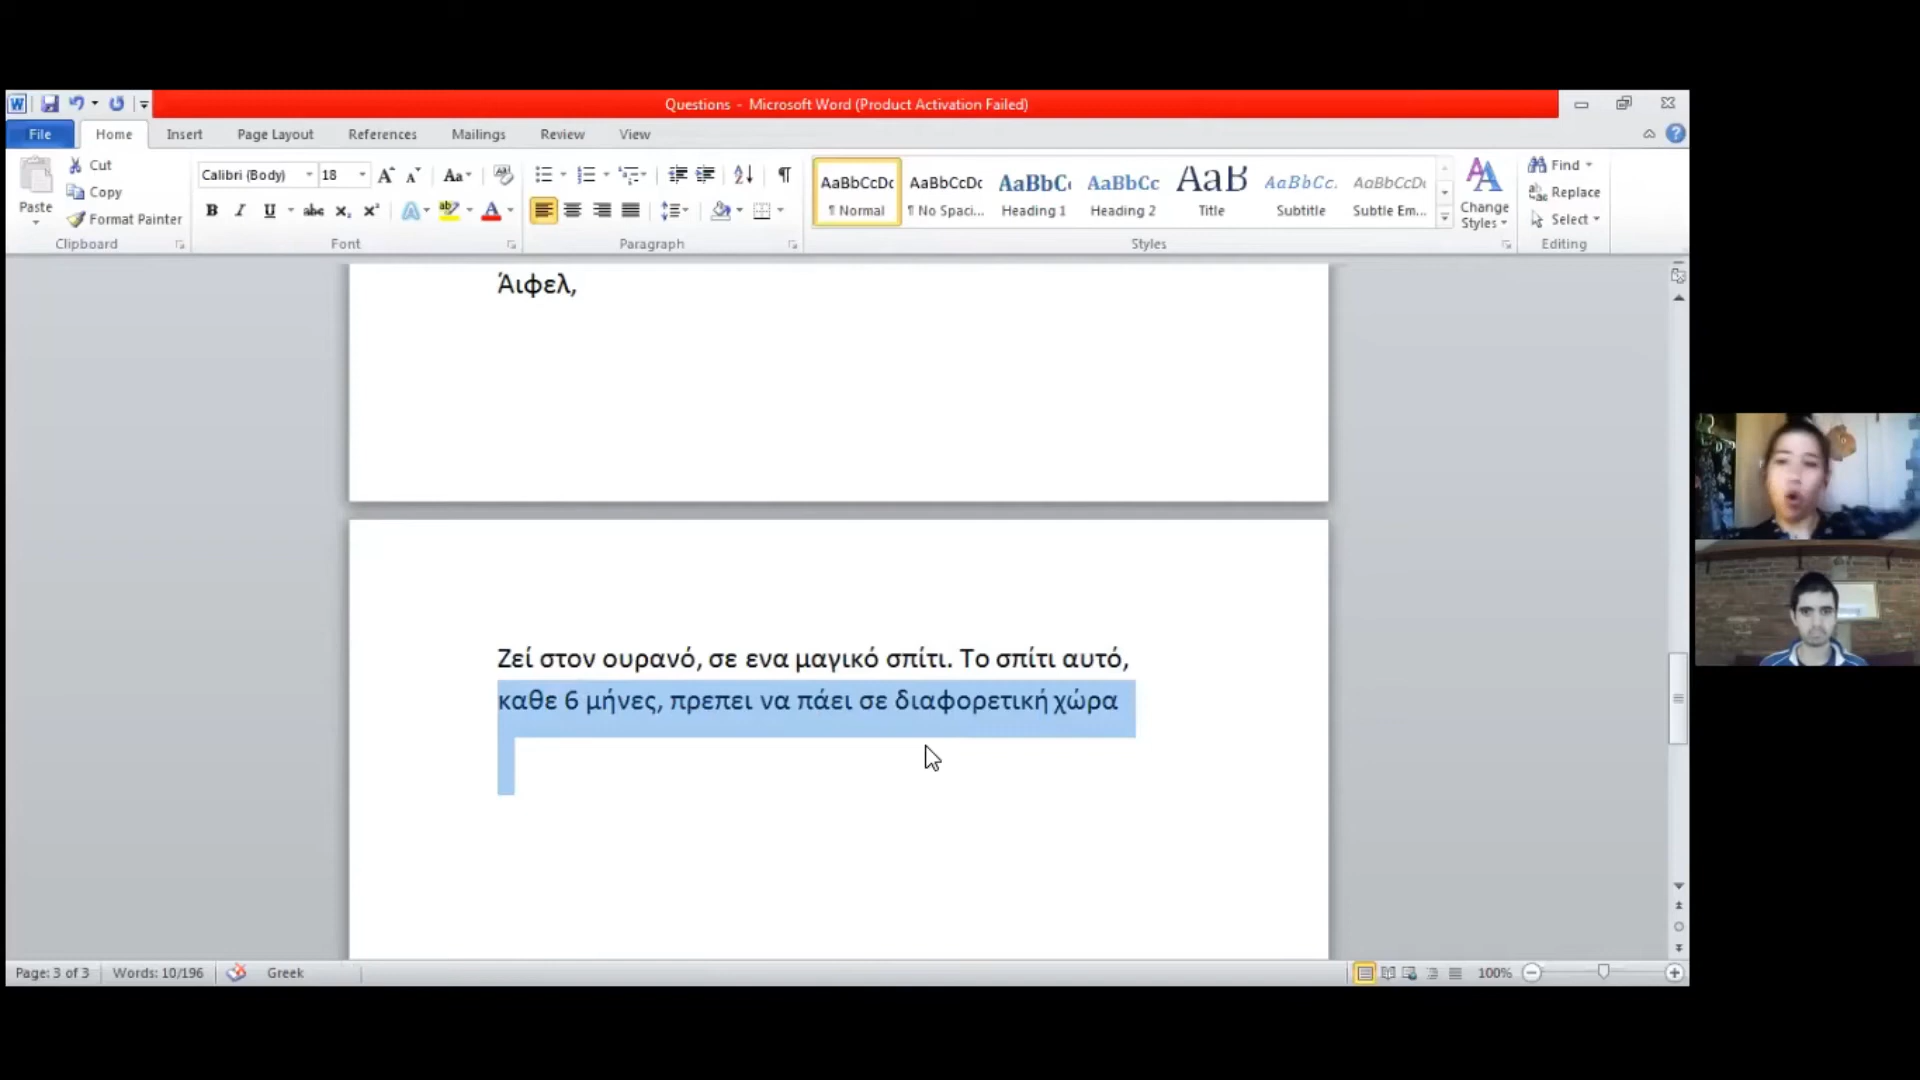 Questions - Microsoft Word (Product Activation Failed)
File Home Insert Page Layout References Mailings Review View
Paste
Cut
Copy
Format Painter
Clipboard
Calibri (Body) 18
Font
Paragraph
AaBbCcDc AaBbCcDc AaBbC AaBbCc AaB AaBbCc. AaBbCcDc
¶ Normal ¶ No Spaci... Heading 1 Heading 2 Title Subtitle Subtle Em...
Change Styles
Styles
Find
Replace
Select
Editing
Άιφελ,
Ζεί στον ουρανό, σε ενα μαγικό σπίτι. Το σπίτι αυτό,
καθε 6 μήνες, πρεπει να πάει σε διαφορετική χώρα
Page: 3 of 3 Words: 10/196 Greek 100%